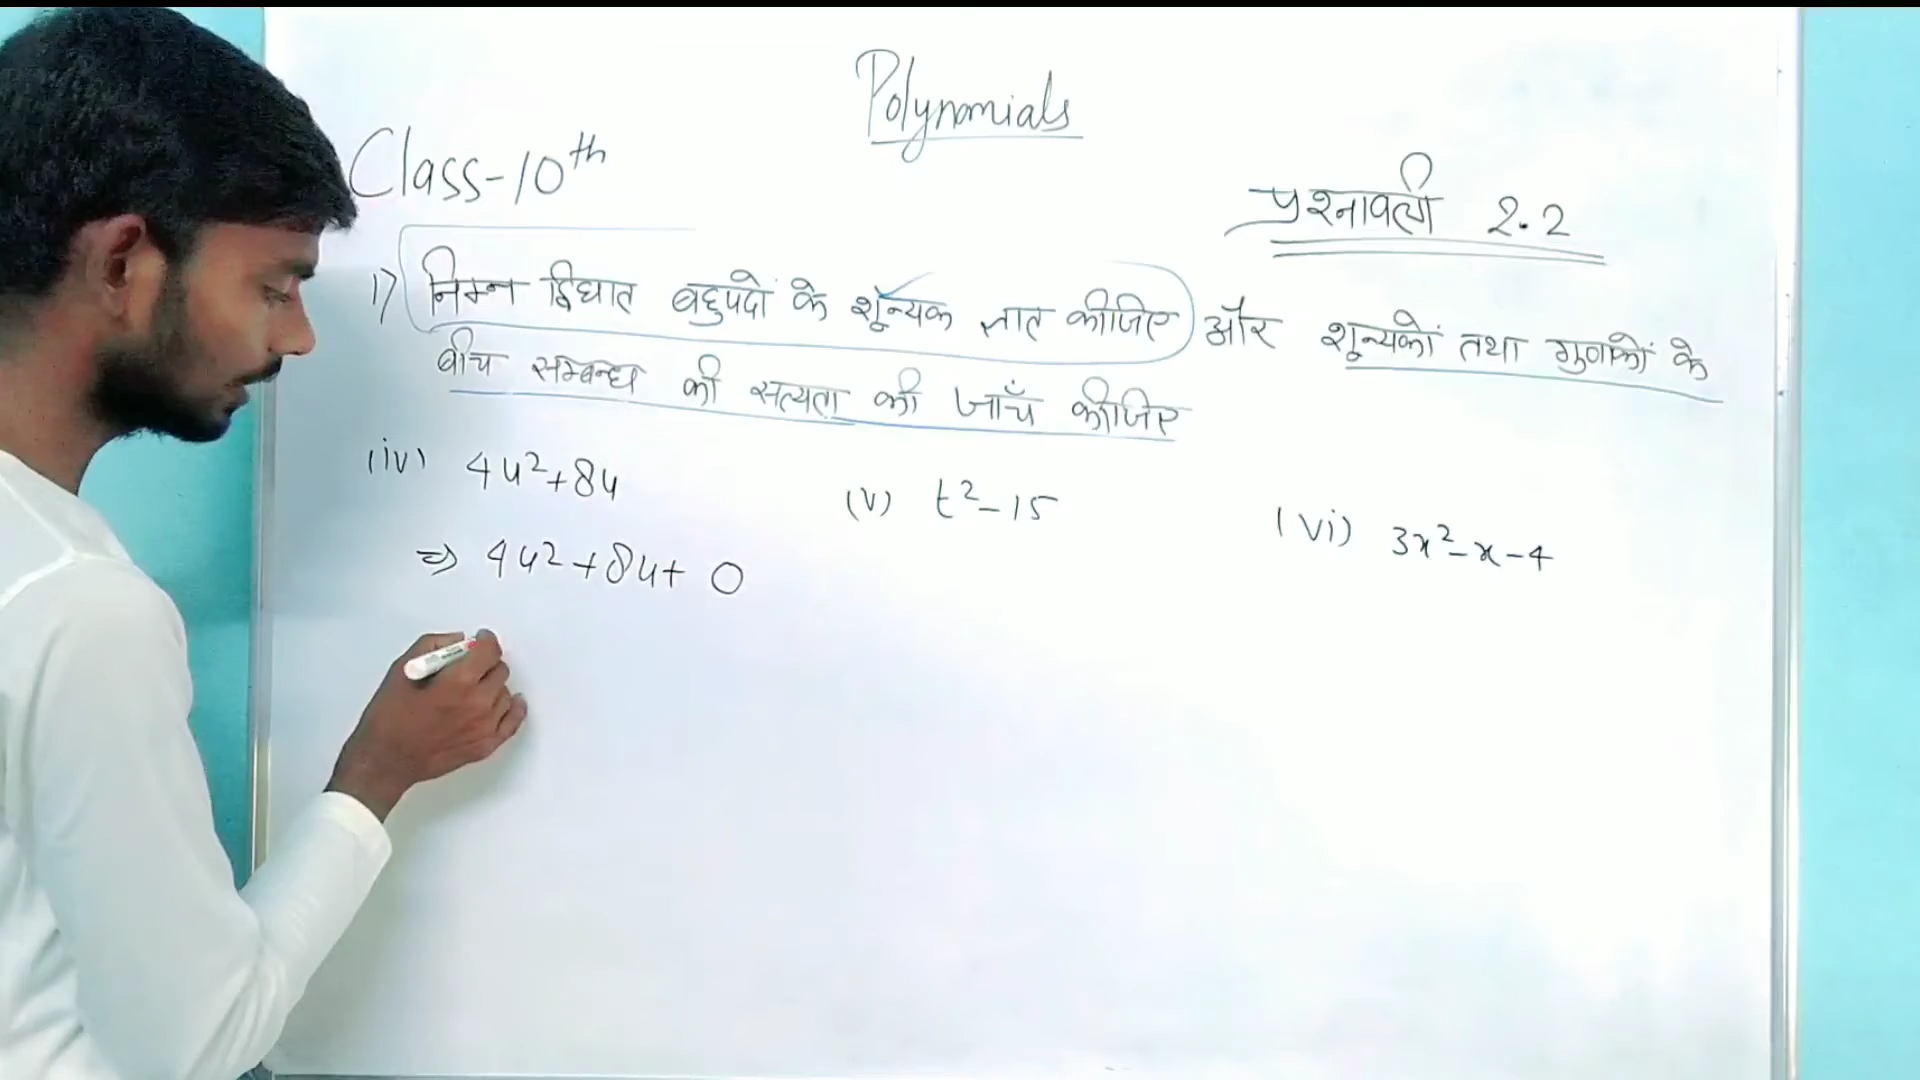 Polynomials
Class-10th
प्रश्नावली 2.2
1) निम्न द्विघात बहुपदों के शून्यक ज्ञात कीजिए और शून्यकों तथा गुणांकों के
बीच सम्बन्ध की सत्यता की जाँच कीजिए
(iv) 4u²+8u (v) t²-15 (vi) 3x²-x-4
⇒ 4u²+8u+ 0